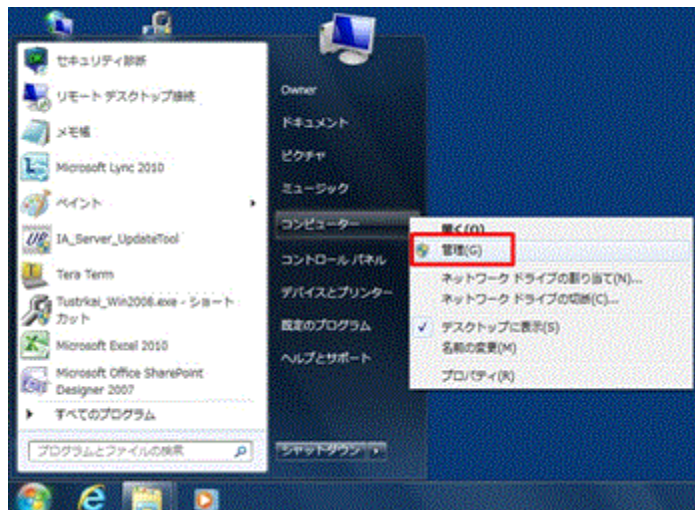 セキュリティ診断
リモート デスクトップ接続
メモ帳
Microsoft Lync 2010
ペイント
IA_Server_UpdateTool
Tera Term
Tustrkai_Win2008.exe - ショート
カット
Microsoft Excel 2010
Microsoft Office SharePoint
Designer 2007
すべてのプログラム
プログラムとファイルの検索
Owner
ドキュメント
ピクチャ
ミュージック
コンピューター
コントロール パネル
デバイスとプリンター
既定のプログラム
ヘルプとサポート
シャットダウン
開く(O)
管理(G)
ネットワーク ドライブの割り当て(N)...
ネットワーク ドライブの切断(C)...
デスクトップに表示(S)
名前の変更(M)
プロパティ(R)